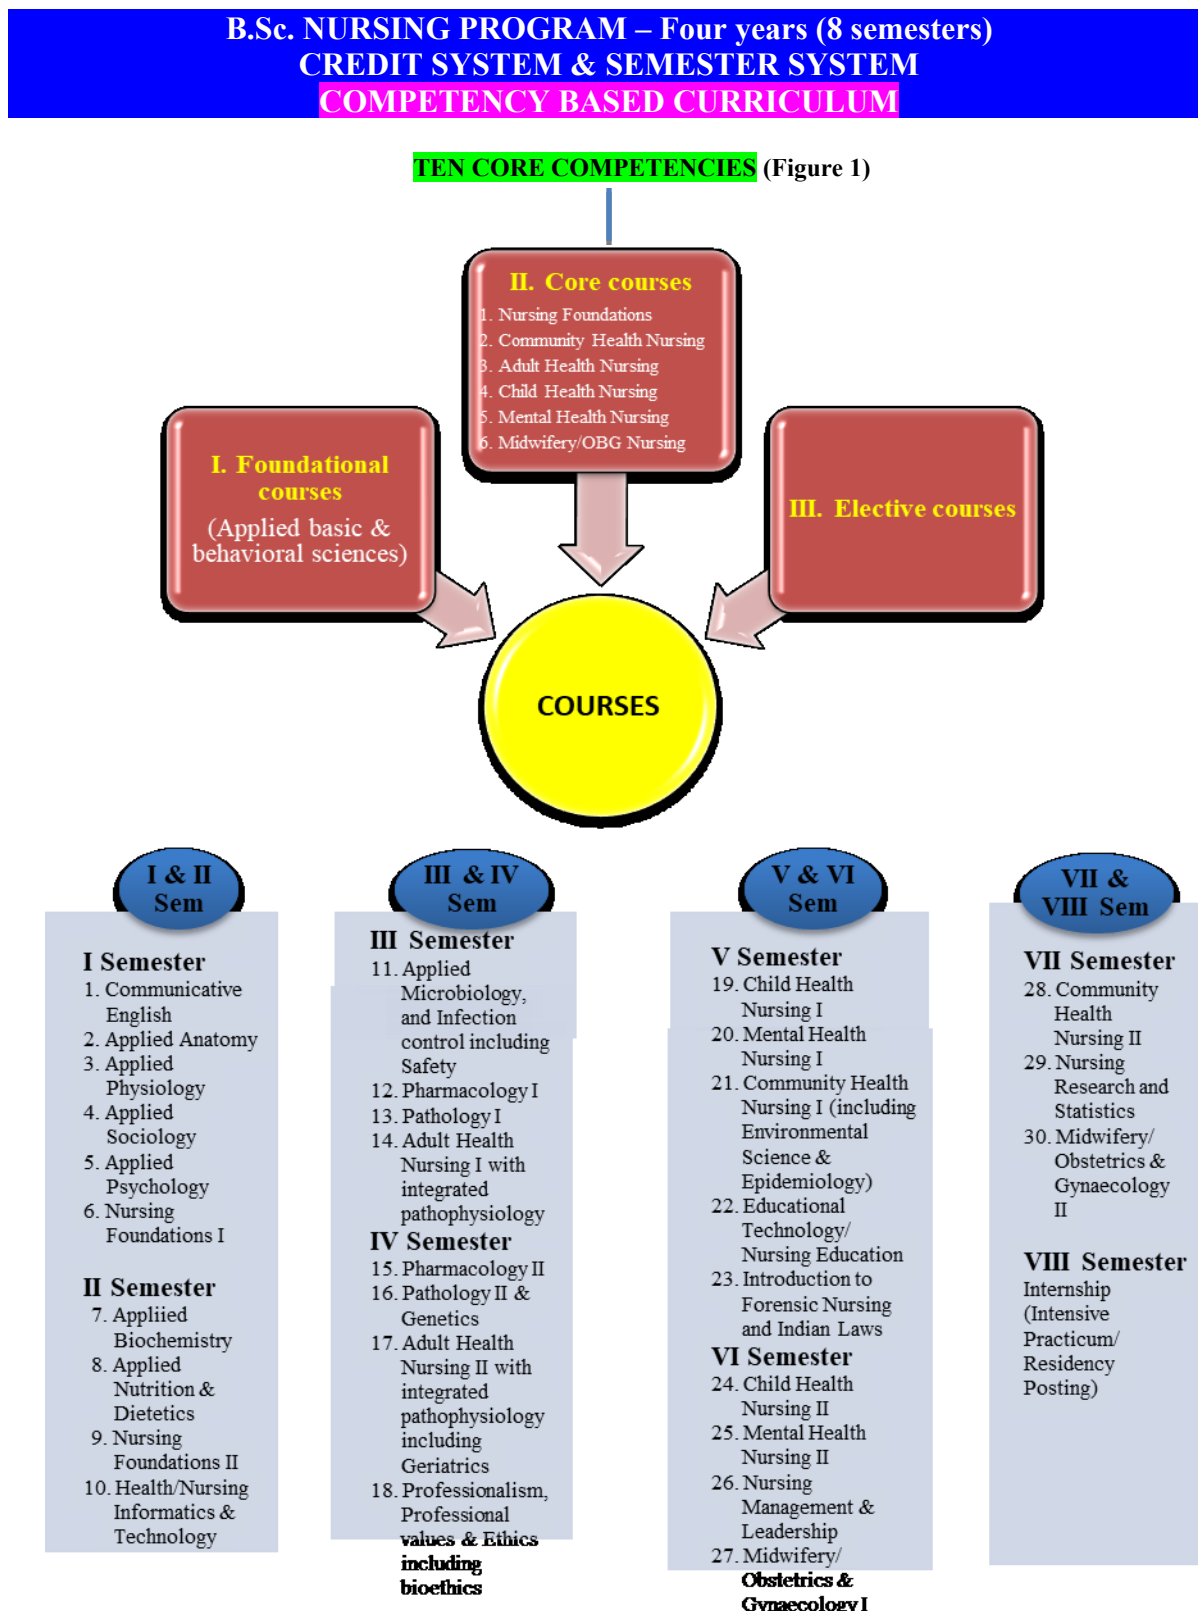 B.Sc. NURSING PROGRAM – Four years (8 semesters)
CREDIT SYSTEM & SEMESTER SYSTEM
COMPETENCY BASED CURRICULUM
TEN CORE COMPETENCIES (Figure 1)
II. Core courses
1. Nursing Foundations
2. Community Health Nursing
3. Adult Health Nursing
4. Child Health Nursing
5. Mental Health Nursing
6. Midwifery/OBG Nursing
I. Foundational
courses
(Applied basic &
behavioral sciences)
III. Elective courses
COURSES
I & II
Sem
I Semester
1. Communicative
English
2. Applied Anatomy
3. Applied
Physiology
4. Applied
Sociology
5. Applied
Psychology
6. Nursing
Foundations I
II Semester
7. Appliied
Biochemistry
8. Applied
Nutrition &
Dietetics
9. Nursing
Foundations II
10. Health/Nursing
Informatics &
Technology
III & IV
Sem
III Semester
11. Applied
Microbiology,
and Infection
control including
Safety
12. Pharmacology I
13. Pathology I
14. Adult Health
Nursing I with
integrated
pathophysiology
IV Semester
15. Pharmacology II
16. Pathology II &
Genetics
17. Adult Health
Nursing II with
integrated
pathophysiology
including
Geriatrics
18. Professionalism,
Professional
values & Ethics
including
bioethics
V & VI
Sem
V Semester
19. Child Health
Nursing I
20. Mental Health
Nursing I
21. Community Health
Nursing I (including
Environmental
Science &
Epidemiology)
22. Educational
Technology/
Nursing Education
23. Introduction to
Forensic Nursing
and Indian Laws
VI Semester
24. Child Health
Nursing II
25. Mental Health
Nursing II
26. Nursing
Management &
Leadership
27. Midwifery/
Obstetrics &
Gynaecology I
VII &
VIII Sem
VII Semester
28. Community
Health
Nursing II
29. Nursing
Research and
Statistics
30. Midwifery/
Obstetrics &
Gynaecology
II
VIII Semester
Internship
(Intensive
Practicum/
Residency
Posting)